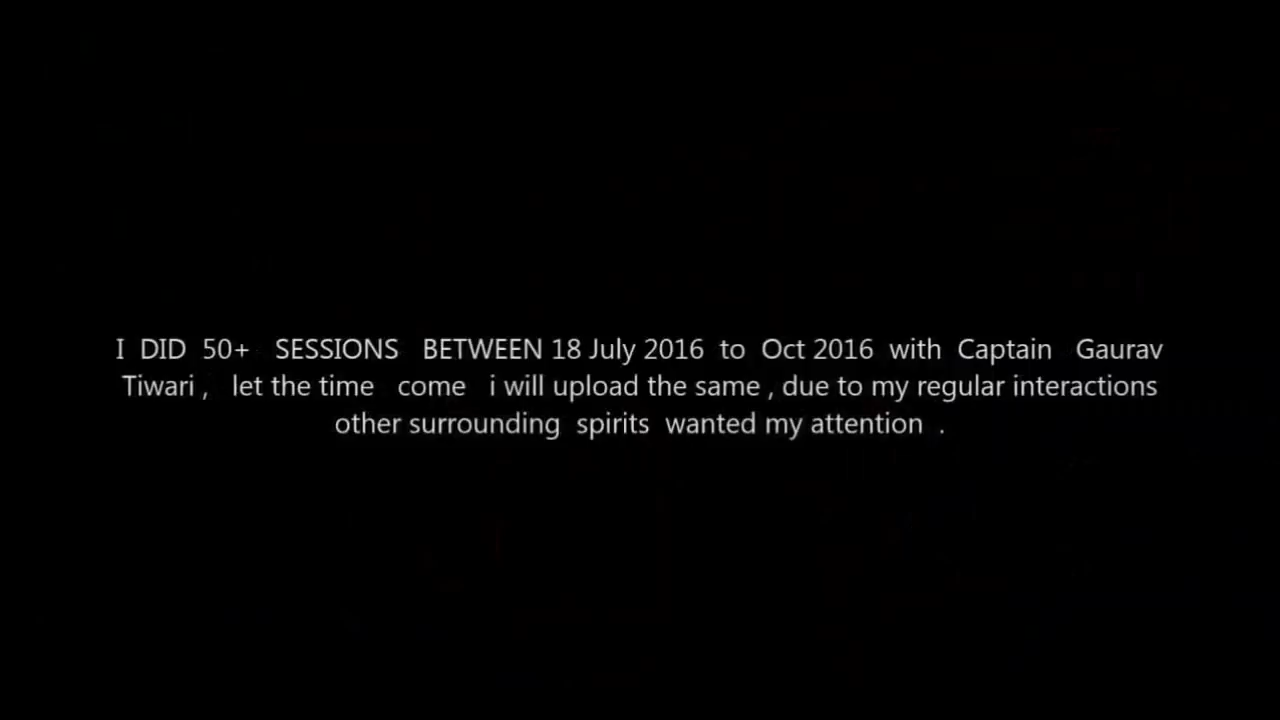 I DID 50+ SESSIONS BETWEEN 18 July 2016 to Oct 2016 with Captain Gaurav
Tiwari , let the time come i will upload the same , due to my regular interactions
other surrounding spirits wanted my attention .